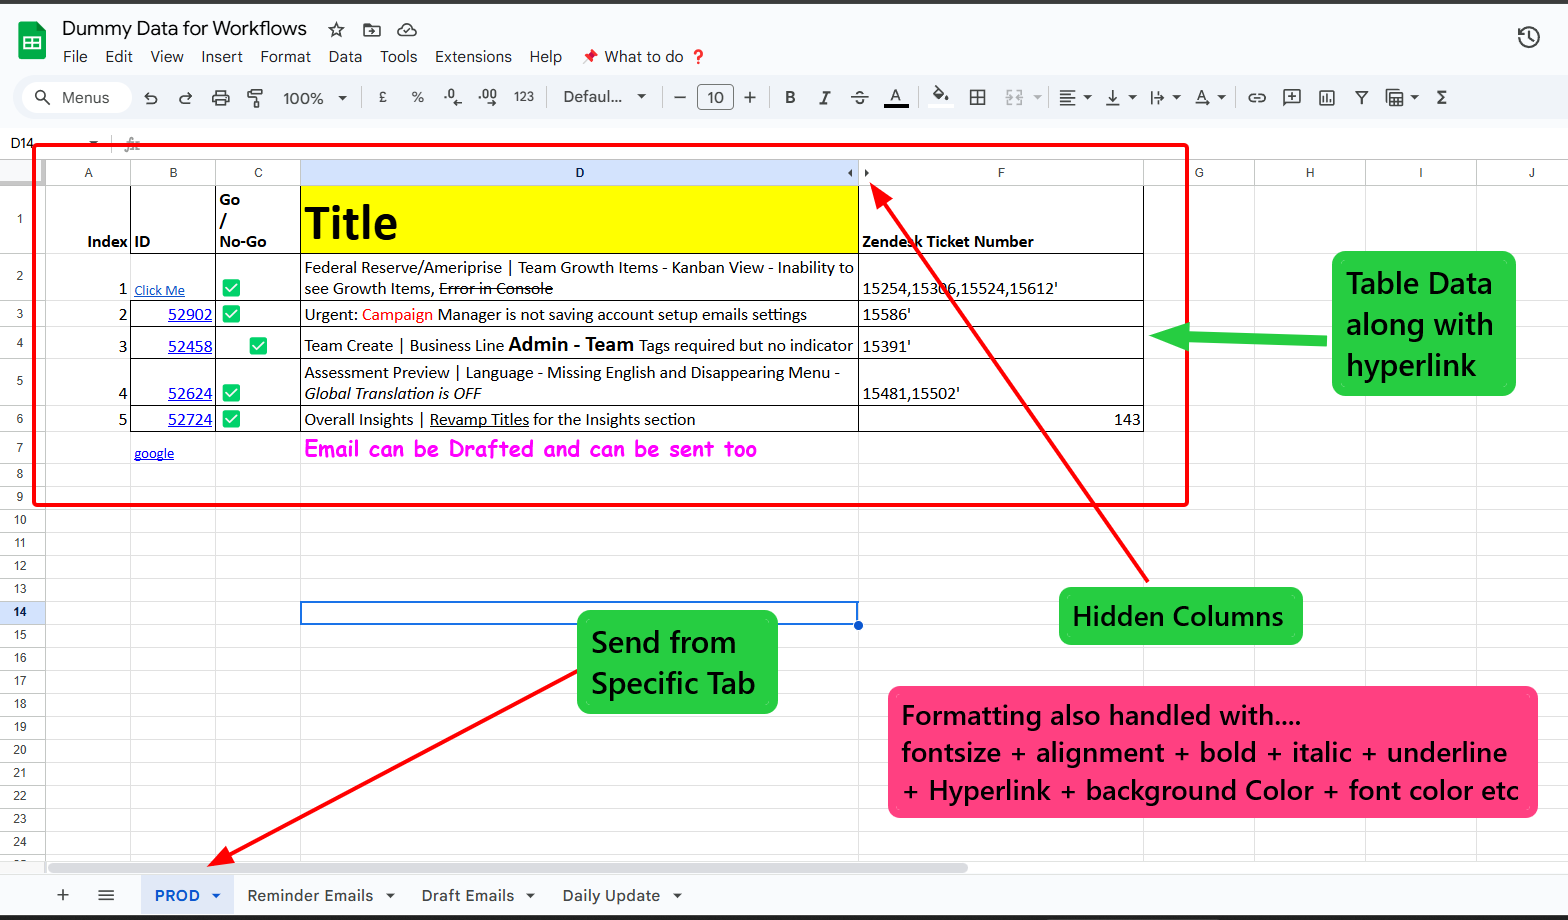 Dummy Data for Workflows
File Edit View Insert Format Data Tools Extensions Help 📌 What to do ❓
Menus 100% £ % .0 .00 123 Defaul... − 10 + B I S A Σ
D14 fx
A B C D F G H I J
1 Index ID Go / No-Go Title Zendesk Ticket Number
2 1 Click Me ✅ Federal Reserve/Ameriprise | Team Growth Items - Kanban View - Inability to
see Growth Items, Error in Console 15254,15306,15524,15612'
3 2 52902 ✅ Urgent: Campaign Manager is not saving account setup emails settings 15586'
4 3 52458 ✅ Team Create | Business Line Admin - Team Tags required but no indicator 15391'
5 4 52624 ✅ Assessment Preview | Language - Missing English and Disappearing Menu -
Global Translation is OFF 15481,15502'
6 5 52724 ✅ Overall Insights | Revamp Titles for the Insights section 143
7 google Email can be Drafted and can be sent too
8
9
10
11
12
13
14
15
16
17
18
19
20
21
22
23
24
Table Data
along with
hyperlink
Hidden Columns
Send from
Specific Tab
Formatting also handled with....
fontsize + alignment + bold + italic + underline
+ Hyperlink + background Color + font color etc
+ PROD Reminder Emails Draft Emails Daily Update